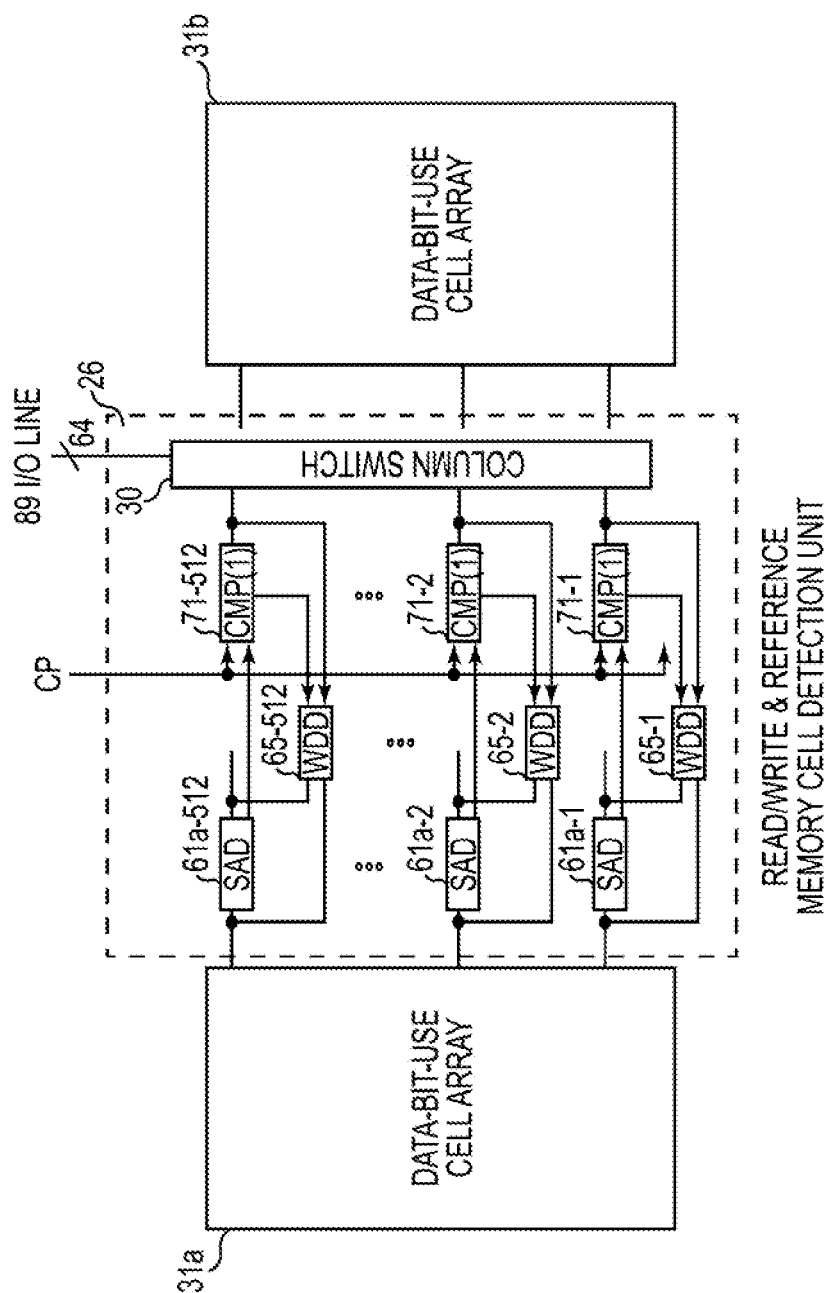 31b
DATA-BIT-USE
CELL ARRAY
89 I/O LINE
64
26
30
COLUMN SWITCH
71-512
CMP(1)
71-2
CMP(1)
71-1
CMP(1)
CP
65-512
WDD
65-2
WDD
65-1
WDD
61a-512
SAD
61a-2
SAD
61a-1
SAD
READ/WRITE & REFERENCE
MEMORY CELL DETECTION UNIT
DATA-BIT-USE
CELL ARRAY
31a